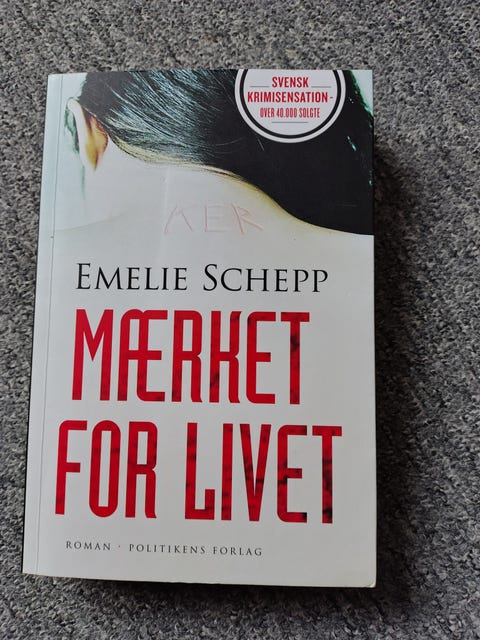 SVENSK
KRIMISENSATION -
OVER 40.000 SOLGTE
KER
EMELIE SCHEPP
MÆRKET
FOR LIVET
ROMAN · POLITIKENS FORLAG